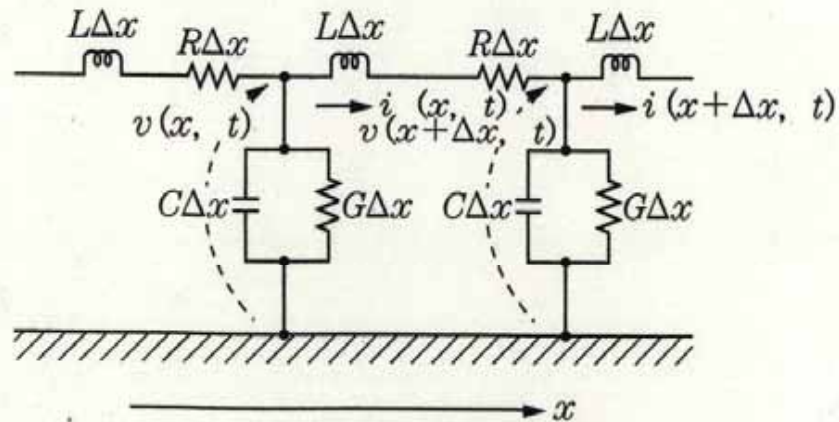 LΔx RΔx LΔx RΔx LΔx
i (x, t) i (x+Δx, t)
v (x, t) v (x+Δx, t)
CΔx GΔx CΔx GΔx
x